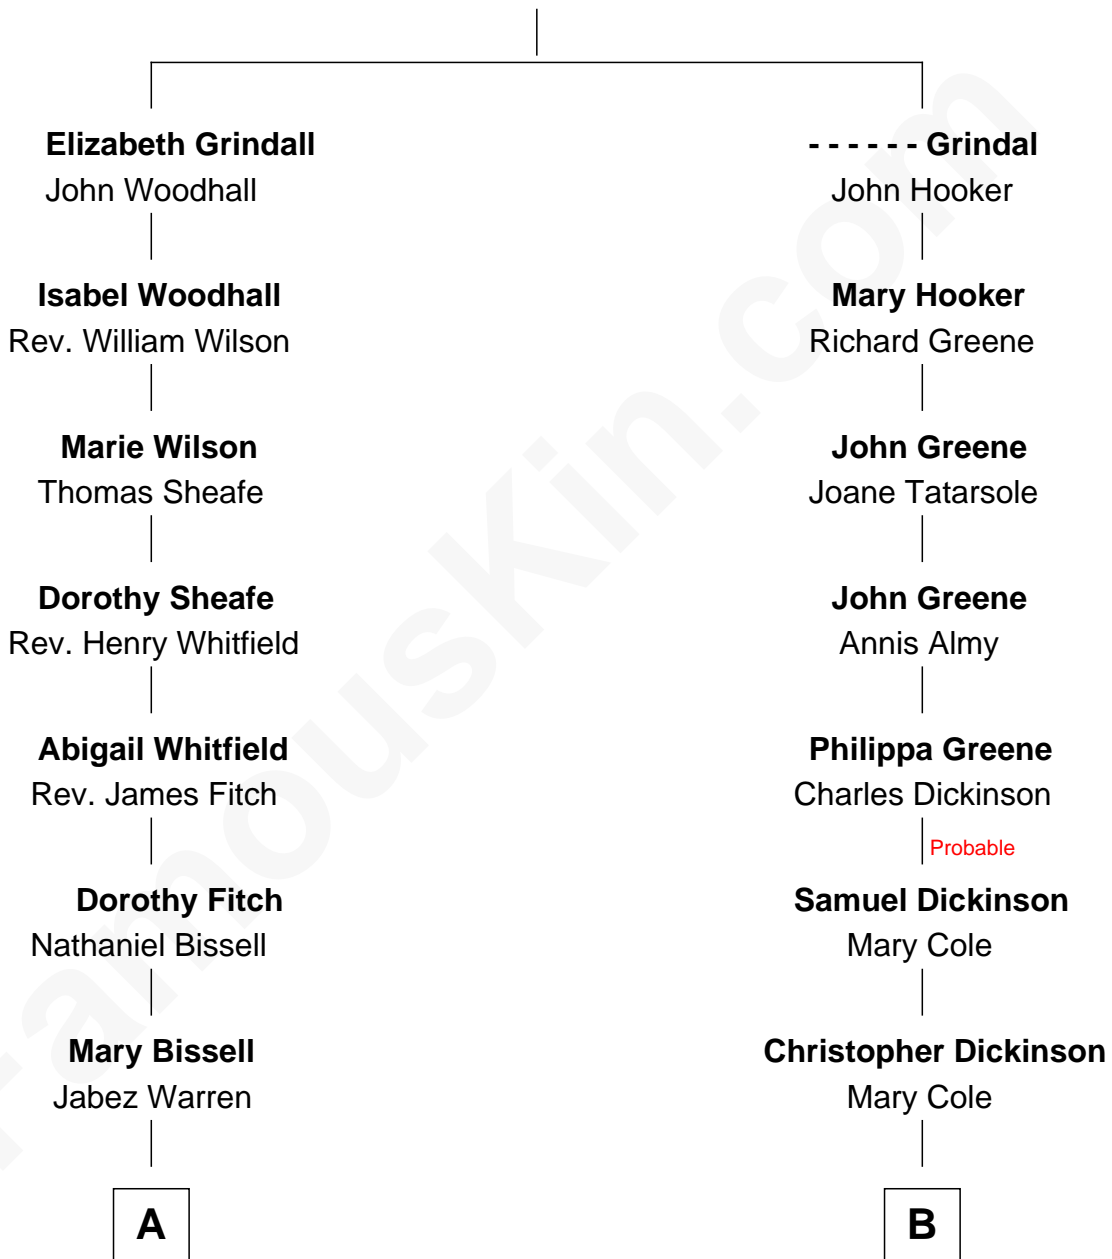 Elizabeth Grindall
John Woodhall
Isabel Woodhall
Rev. William Wilson
Marie Wilson
Thomas Sheafe
Dorothy Sheafe
Rev. Henry Whitfield
Abigail Whitfield
Rev. James Fitch
Dorothy Fitch
Nathaniel Bissell
Mary Bissell
Jabez Warren
A
- - - - - - Grindal
John Hooker
Mary Hooker
Richard Greene
John Greene
Joane Tatarsole
John Greene
Annis Almy
Philippa Greene
Charles Dickinson
Probable
Samuel Dickinson
Mary Cole
Christopher Dickinson
Mary Cole
B
FamousKin.com